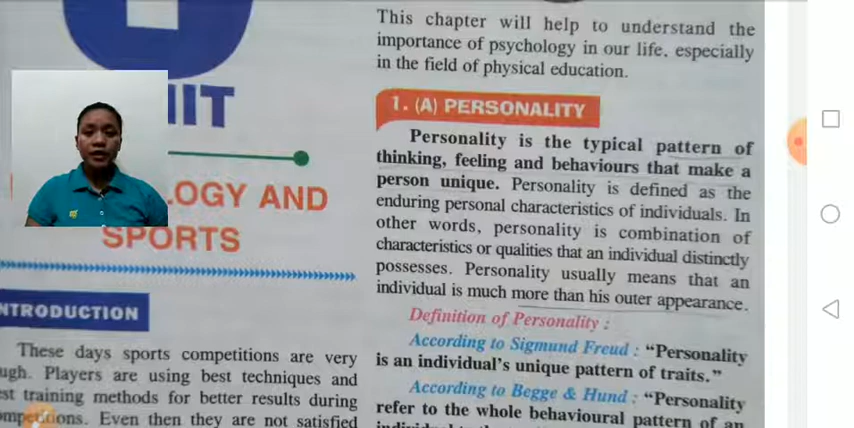 IT
OGY AND
SPORTS
NTRODUCTION
These days sports competitions are very
ugh. Players are using best techniques and
st training methods for better results during
ompetitions. Even then they are not satisfied
This chapter will help to understand the
importance of psychology in our life, especially
in the field of physical education.
1. (A) PERSONALITY
Personality is the typical pattern of
thinking, feeling and behaviours that make a
person unique. Personality is defined as the
enduring personal characteristics of individuals. In
other words, personality is combination of
characteristics or qualities that an individual distinctly
possesses. Personality usually means that an
individual is much more than his outer appearance.
Definition of Personality :
According to Sigmund Freud : “Personality
is an individual’s unique pattern of traits.”
According to Begge & Hund : “Personality
refer to the whole behavioural pattern of an